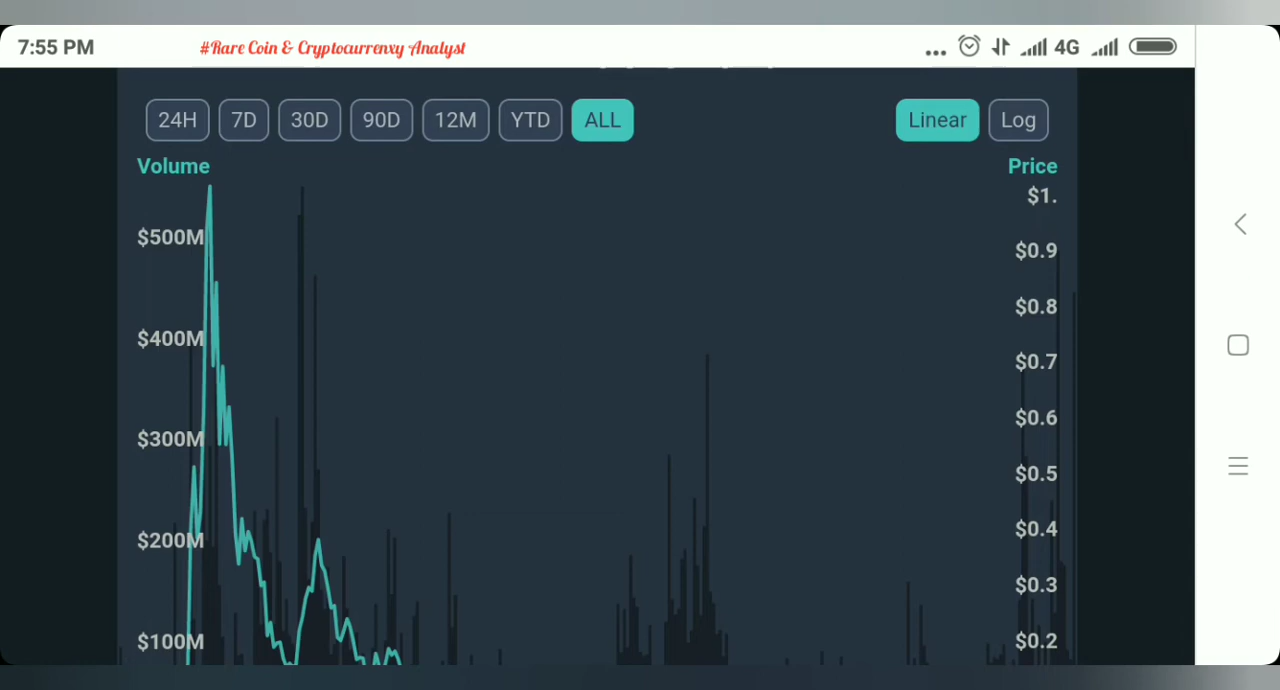 7:55 PM #Rare Coin & Cryptocurrenxy Analyst ... 4G
24H 7D 30D 90D 12M YTD ALL Linear Log
Volume Price
$1.
$500M $0.9
$0.8
$400M $0.7
$0.6
$300M $0.5
$0.4
$200M $0.3
$100M $0.2